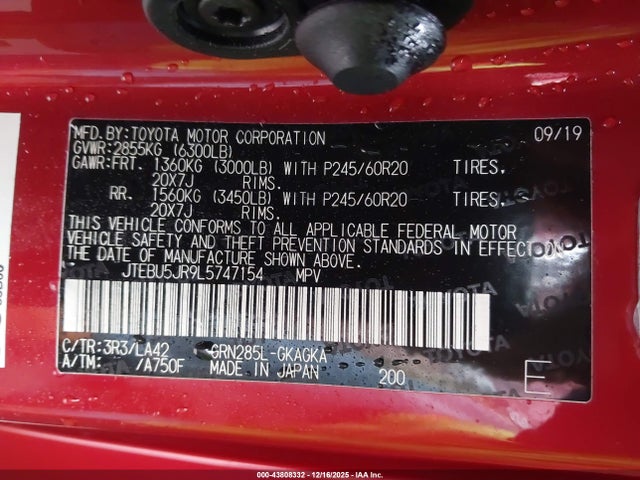 MFD.BY:TOYOTA MOTOR CORPORATION 09/19
GVWR:2855KG (6300LB)
GAWR:FRT. 1360KG (3000LB) WITH P245/60R20 TIRES,
20X7J RIMS.
RR. 1560KG (3450LB) WITH P245/60R20 TIRES,
20X7J RIMS.
THIS VEHICLE CONFORMS TO ALL APPLICABLE FEDERAL MOTOR
VEHICLE SAFETY AND THEFT PREVENTION STANDARDS IN EFFECT
THE DATE OF MANUFACTURE SHOWN ABOVE.
JTEBU5JR9L5747154 MPV
C/TR:3R3/LA42 GRN285L-GKAGKA
A/TM: /A750F MADE IN JAPAN 200 E
000-43808332 - 12/16/2025 - IAA Inc.